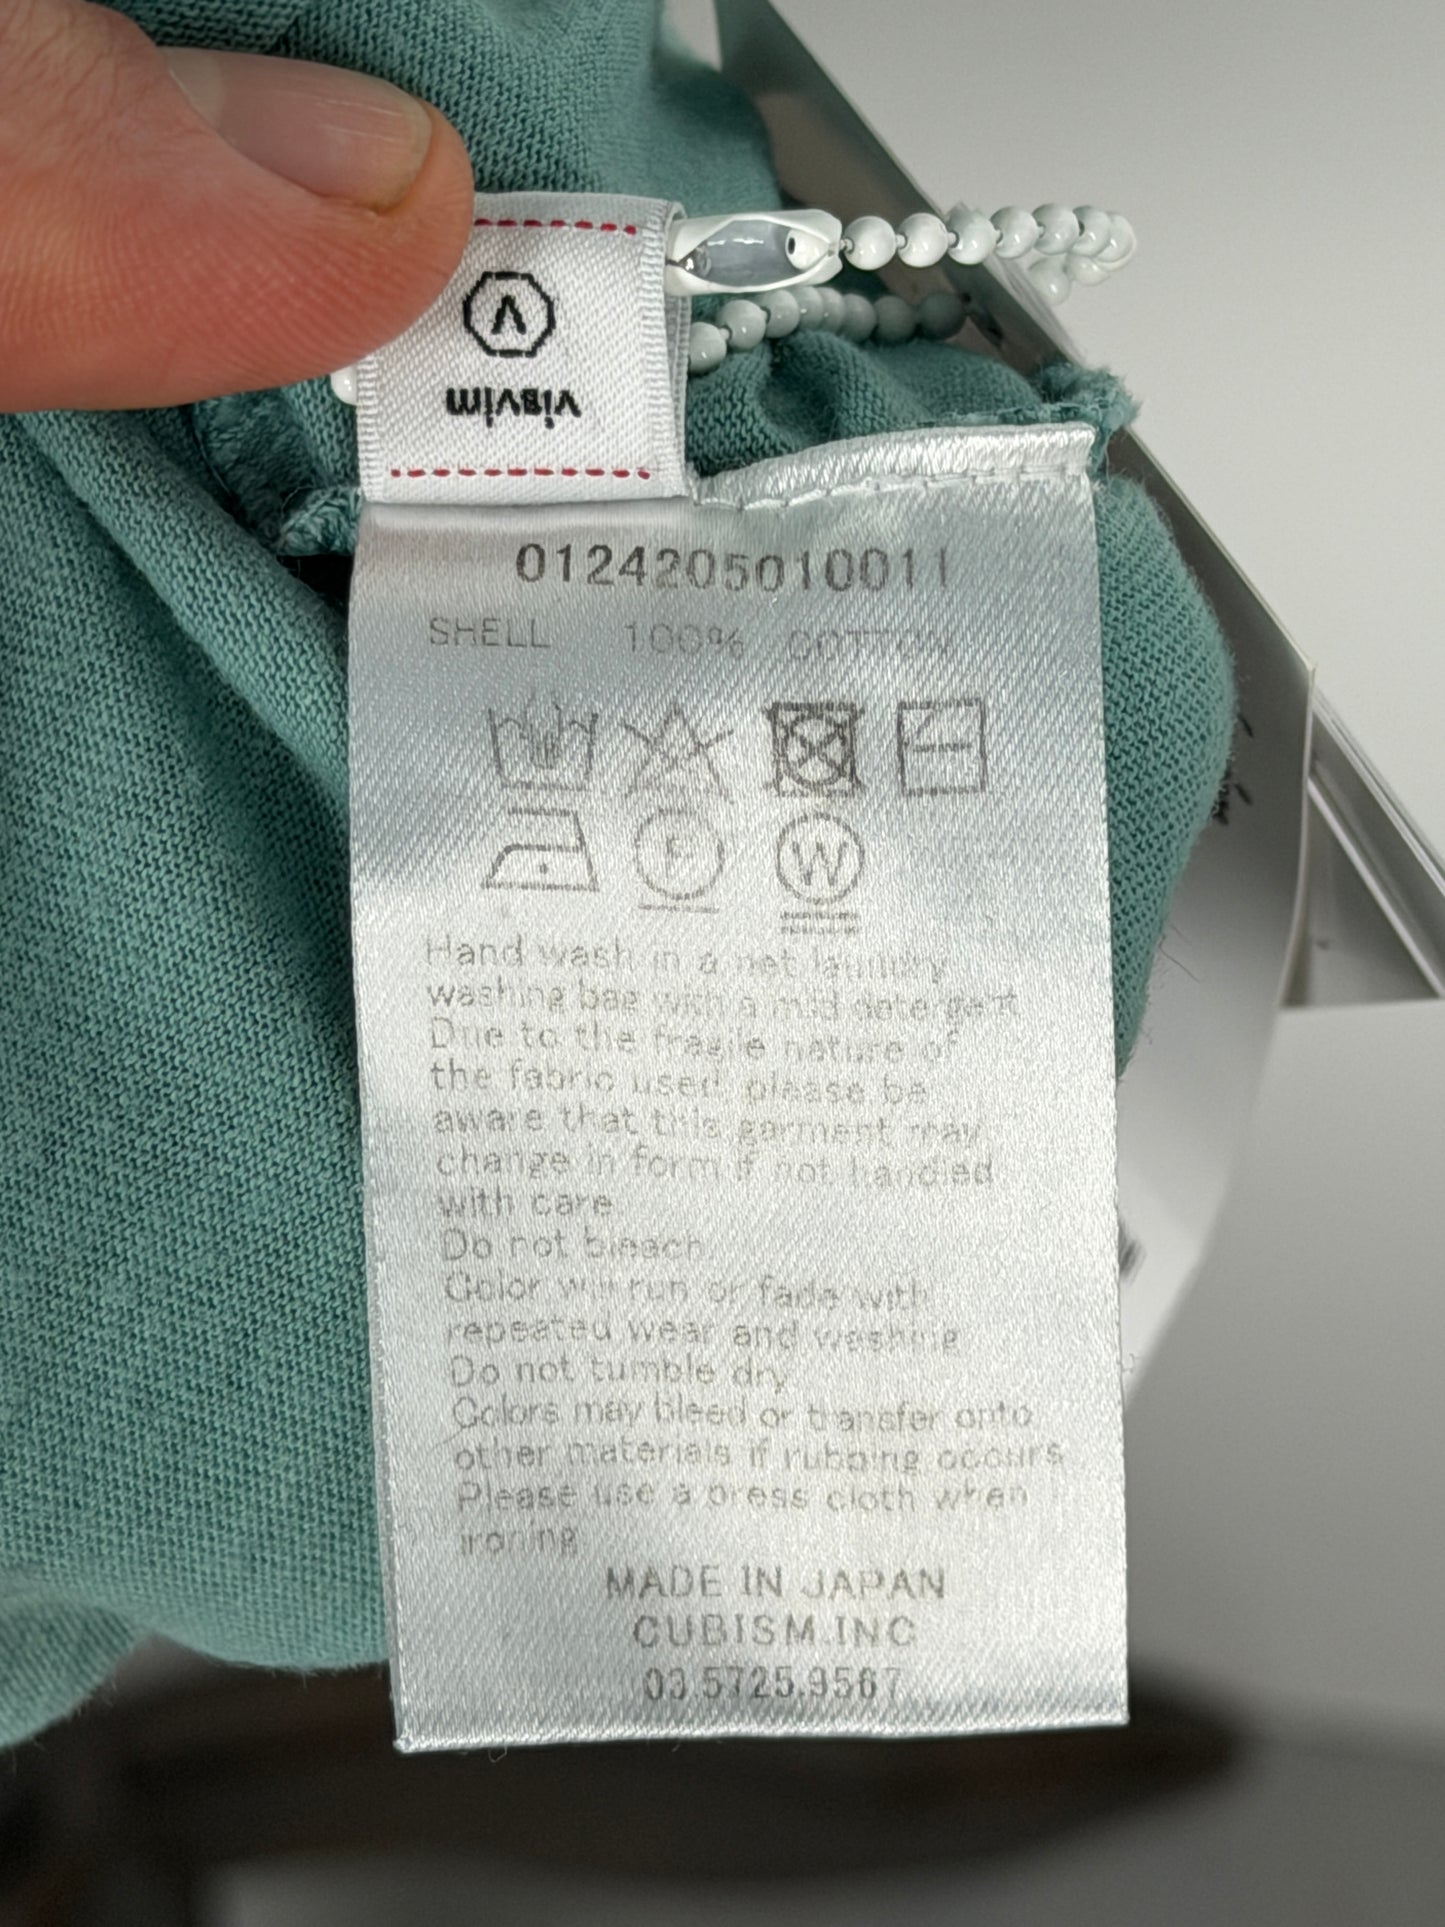 V
visvim
0124205010011
SHELL 100% COTTON
F
W
Hand wash in a net laundry
washing bag with a mild detergent
Due to the fragile nature of
the fabric used, please be
aware that this garment may
change in form if not handled
with care.
Do not bleach.
Color will run or fade with
repeated wear and washing
Do not tumble dry
Colors may bleed or transfer onto
other materials if rubbing occurs
Please use a press cloth when
ironing
MADE IN JAPAN
CUBISM.INC
03.5725.9567